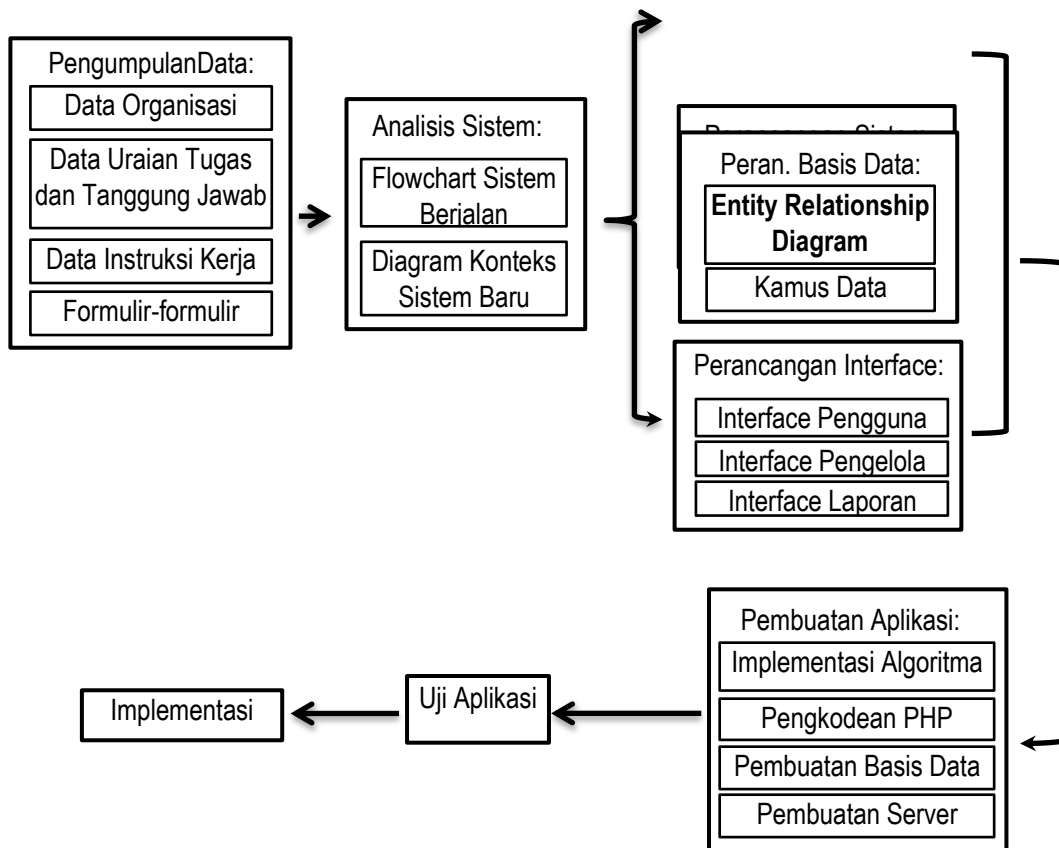 PengumpulanData:
Data Organisasi
Data Uraian Tugas
dan Tanggung Jawab
Data Instruksi Kerja
Formulir-formulir
Analisis Sistem:
Flowchart Sistem
Berjalan
Diagram Konteks
Sistem Baru
Peran. Basis Data:
Entity Relationship
Diagram
Kamus Data
Perancangan Interface:
Interface Pengguna
Interface Pengelola
Interface Laporan
Pembuatan Aplikasi:
Implementasi Algoritma
Pengkodean PHP
Pembuatan Basis Data
Pembuatan Server
Uji Aplikasi
Implementasi